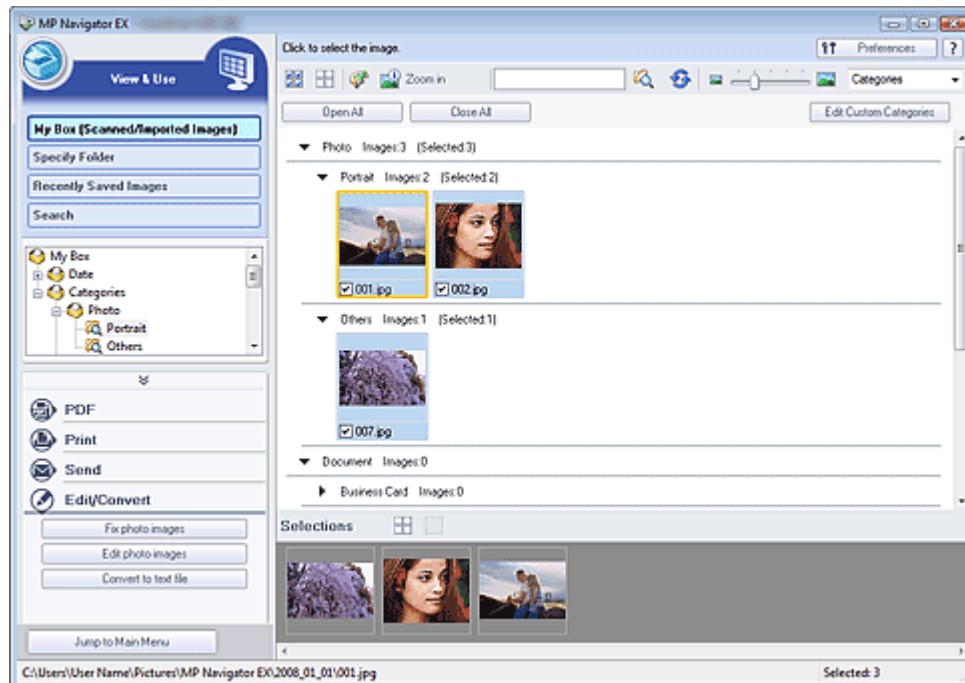 MP Navigator EX
View & Use
My Box (Scanned/Imported Images)
Specify Folder
Recently Saved Images
Search
My Box
Date
Categories
Photo
Portrait
Others
PDF
Print
Send
Edit/Convert
Fix photo images
Edit photo images
Convert to text file
Jump to Main Menu
Click to select the image.
Preferences
?
Zoom in
Categories
Open All
Close All
Edit Custom Categories
Photo Images:3 (Selected:3)
Portrait Images:2 (Selected:2)
001.jpg
002.jpg
Others Images:1 (Selected:1)
007.jpg
Document Images:0
Business Card Images:0
Selections
C:\Users\User Name\Pictures\MP Navigator EX\2008_01_01\001.jpg
Selected: 3